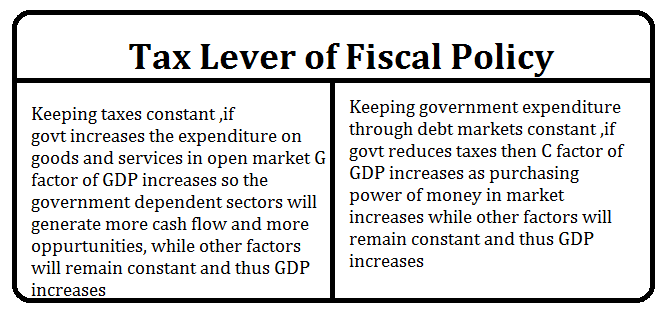 Tax Lever of Fiscal Policy
Keeping taxes constant ,if
govt increases the expenditure on
goods and services in open market G
factor of GDP increases so the
government dependent sectors will
generate more cash flow and more
oppurtunities, while other factors
will remain constant and thus GDP
increases
Keeping government expenditure
through debt markets constant ,if
govt reduces taxes then C factor of
GDP increases as purchasing
power of money in market
increases while other factors will
remain constant and thus GDP
increases